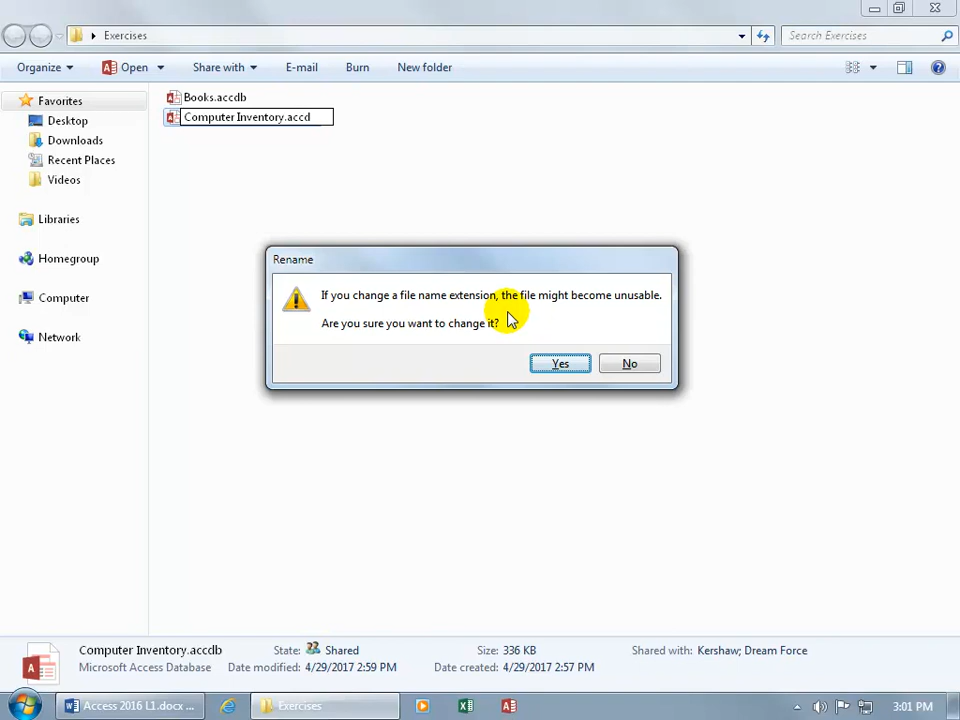 Exercises
Search Exercises
Organize
Open
Share with
E-mail
Burn
New folder
Favorites
Desktop
Downloads
Recent Places
Videos
Libraries
Homegroup
Computer
Network
Books.accdb
Computer Inventory.accd
Rename
If you change a file name extension, the file might become unusable.
Are you sure you want to change it?
Yes
No
Computer Inventory.accdb
State: Shared
Size: 336 KB
Shared with: Kershaw; Dream Force
Microsoft Access Database
Date modified: 4/29/2017 2:59 PM
Date created: 4/29/2017 2:57 PM
Access 2016 L1.docx ...
Exercises
3:01 PM